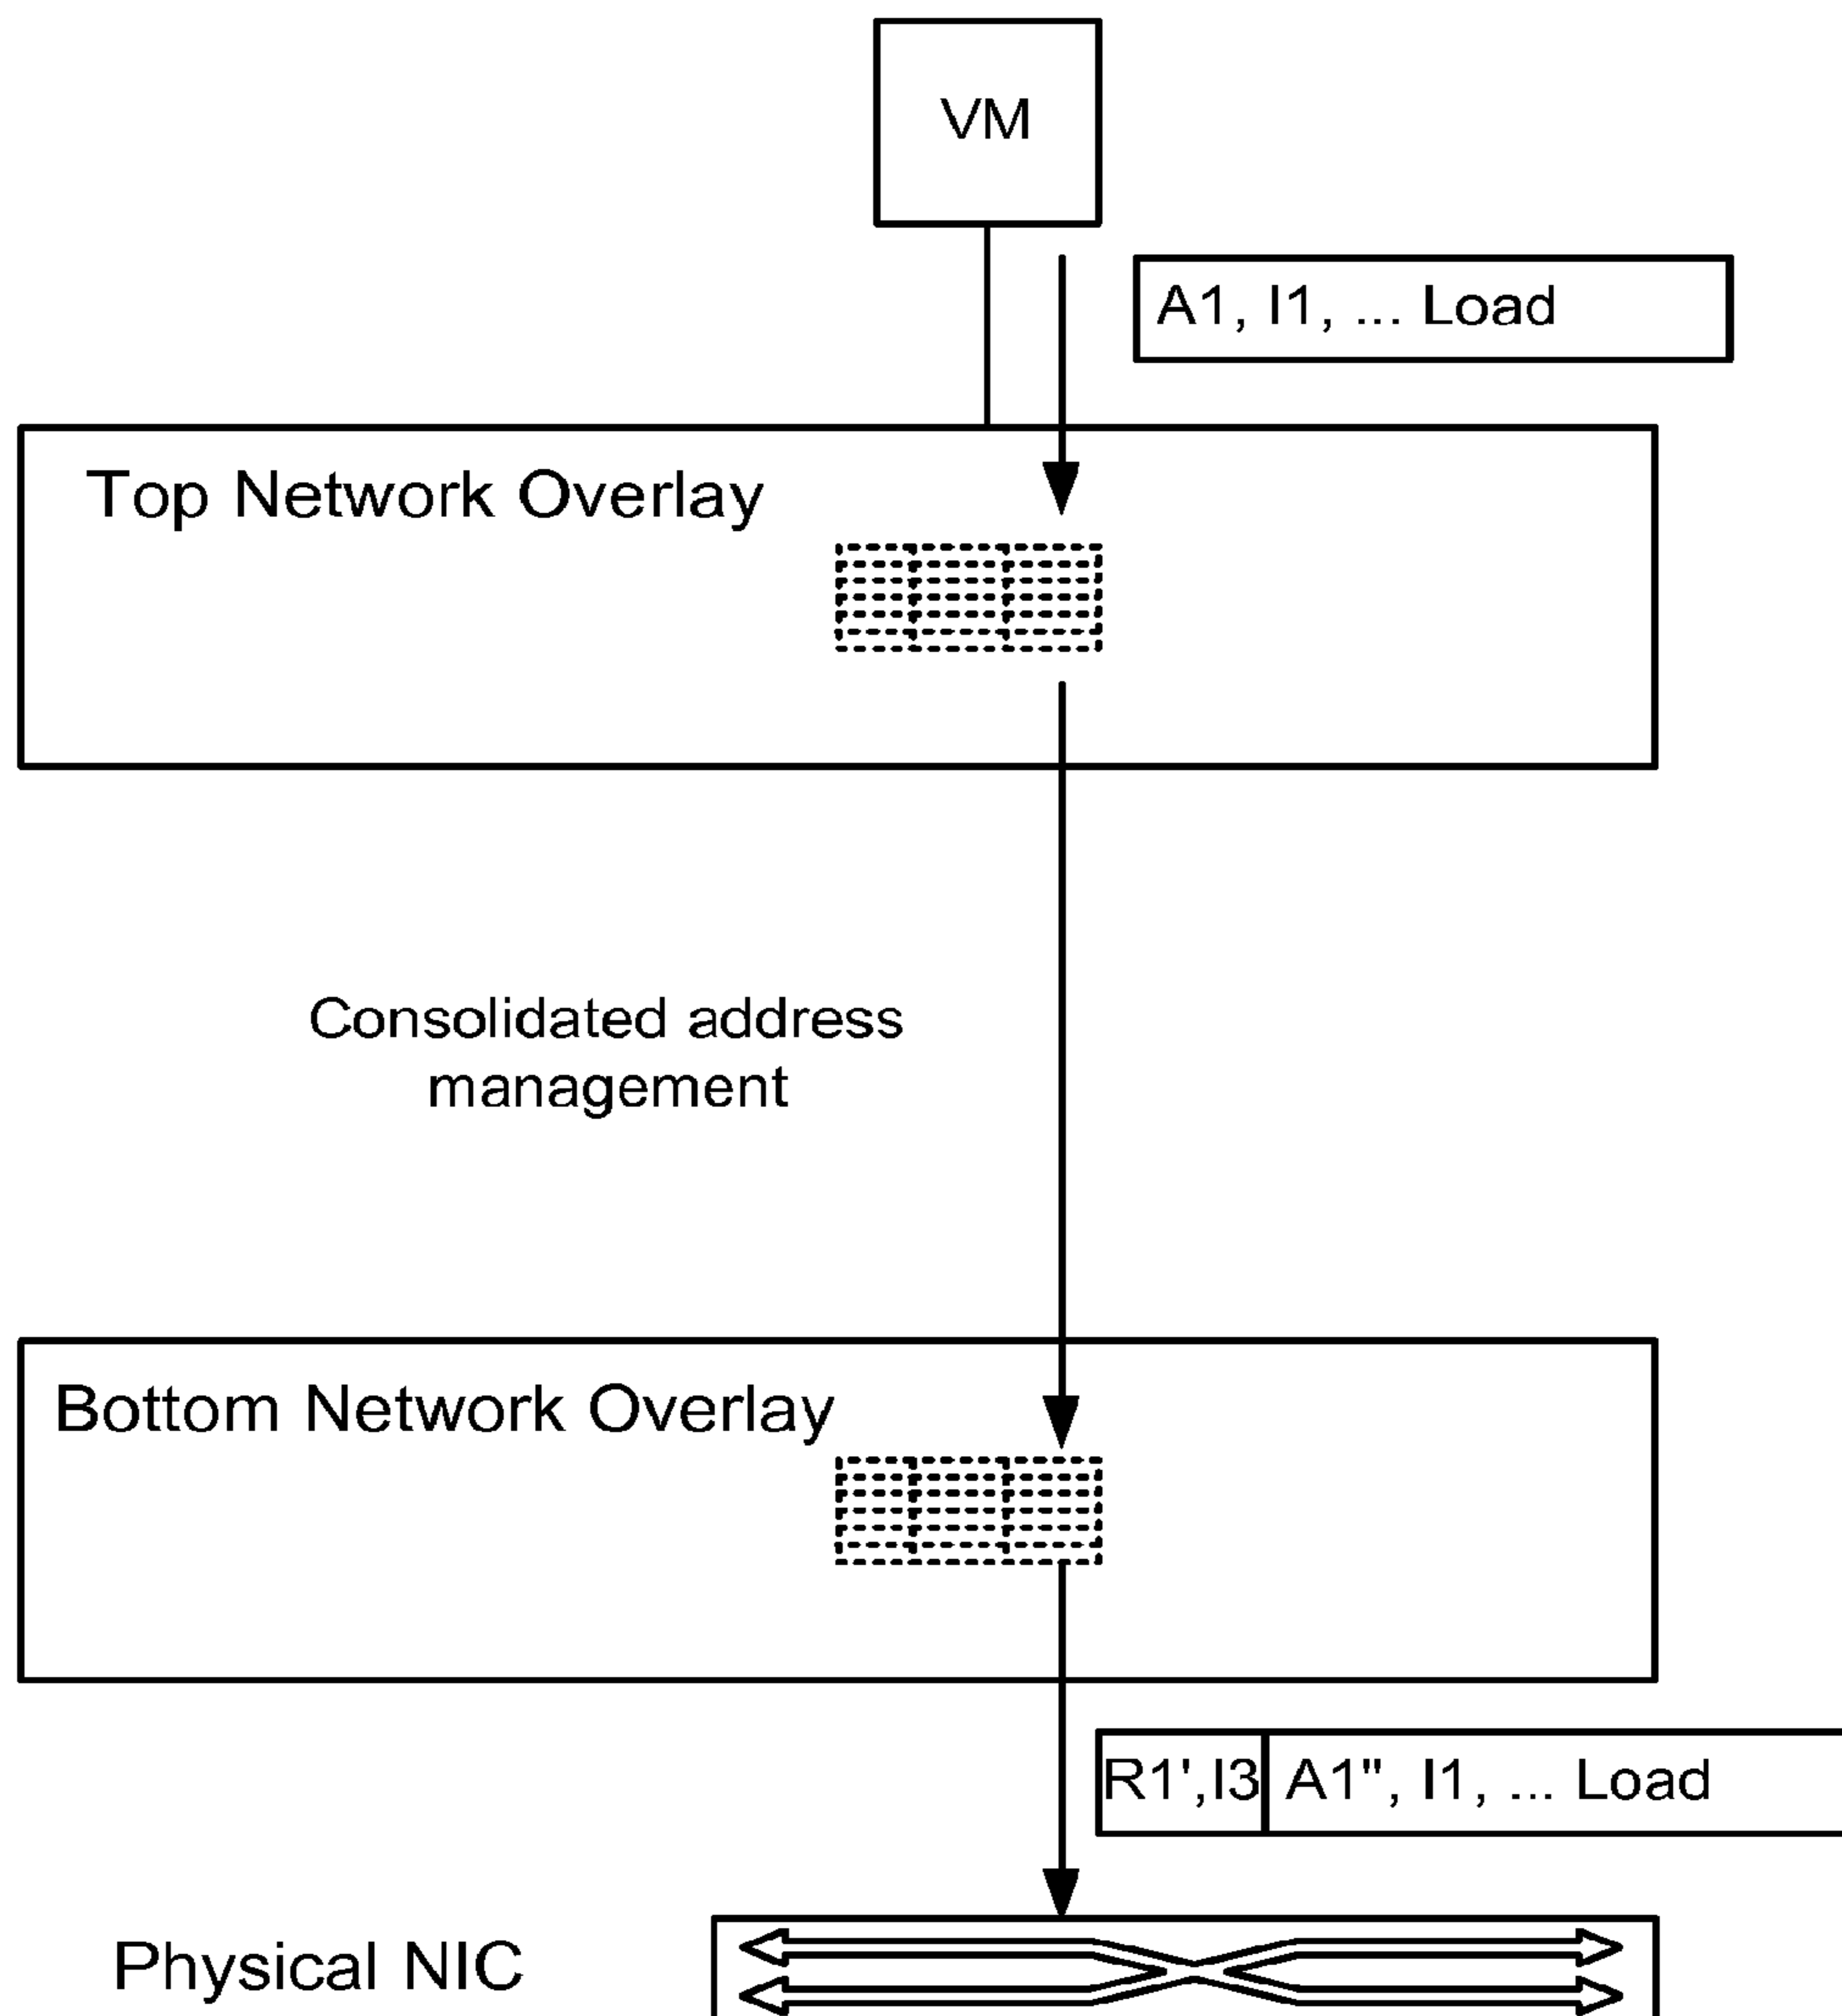 VM
A1, I1, ... Load
Top Network Overlay
Consolidated address
management
Bottom Network Overlay
R1',I3 A1", I1, ... Load
Physical NIC